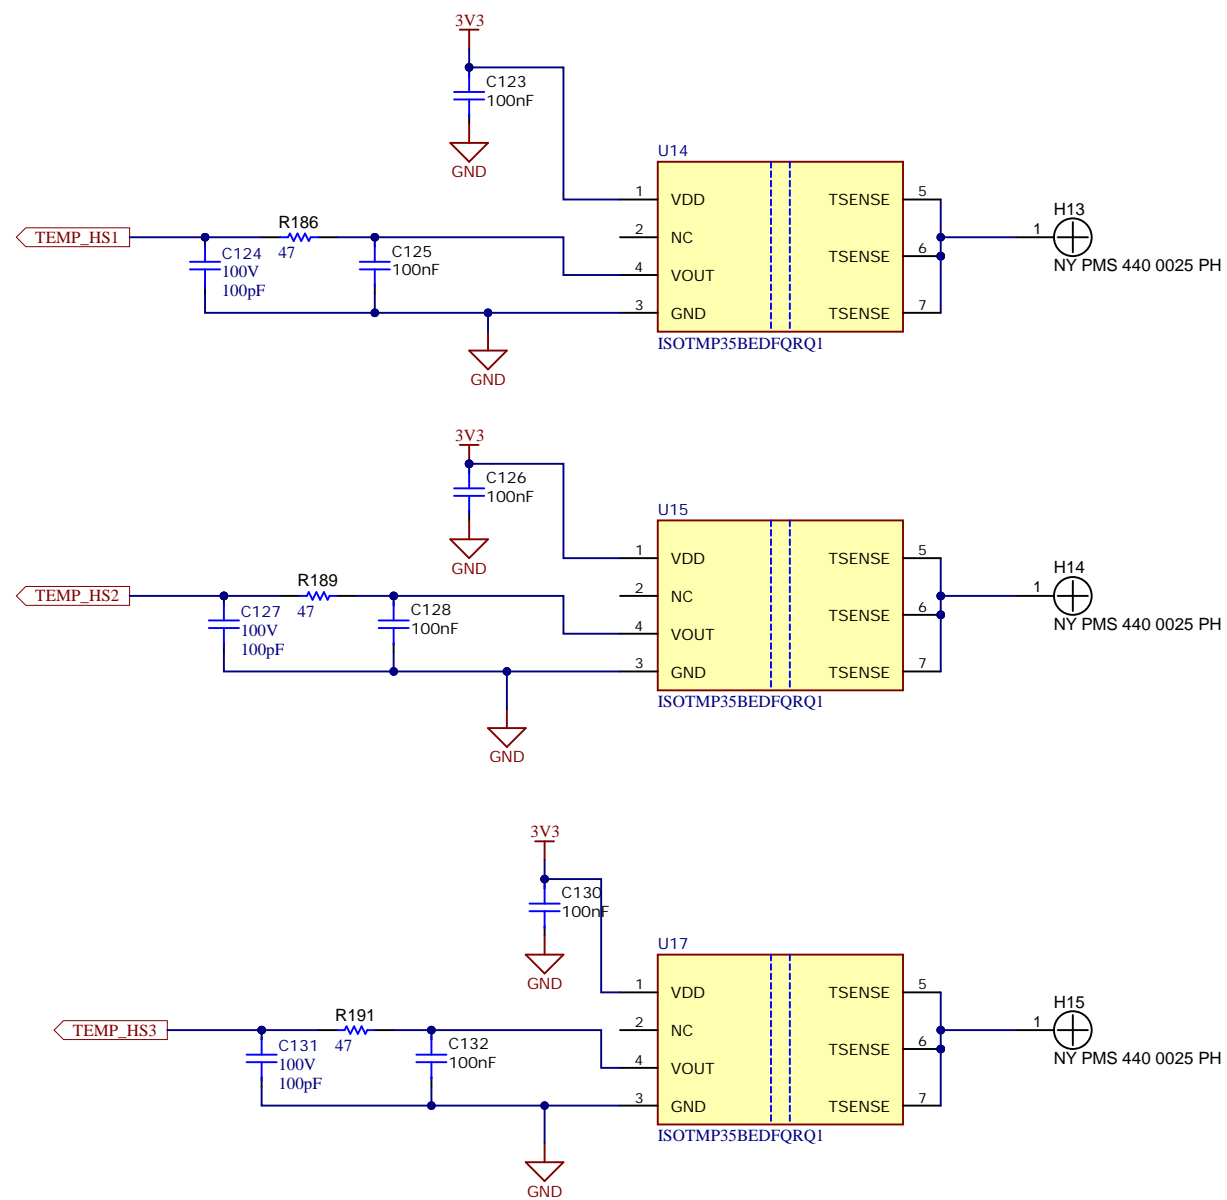 3V3
C123
100nF
GND
U14
1 VDD TSENSE 5
TEMP_HS1
R186
47
C124
100V
100pF
C125
100nF
2 NC
TSENSE 6
4 VOUT
3 GND TSENSE 7
H13
1
NY PMS 440 0025 PH
ISOTMP35BEDFQRQ1
GND
3V3
C126
100nF
GND
U15
1 VDD TSENSE 5
TEMP_HS2
R189
47
C127
100V
100pF
C128
100nF
2 NC
TSENSE 6
4 VOUT
3 GND TSENSE 7
H14
1
NY PMS 440 0025 PH
ISOTMP35BEDFQRQ1
GND
3V3
C130
100nF
GND
U17
1 VDD TSENSE 5
TEMP_HS3
R191
47
C131
100V
100pF
C132
100nF
2 NC
TSENSE 6
4 VOUT
3 GND TSENSE 7
H15
1
NY PMS 440 0025 PH
ISOTMP35BEDFQRQ1
GND